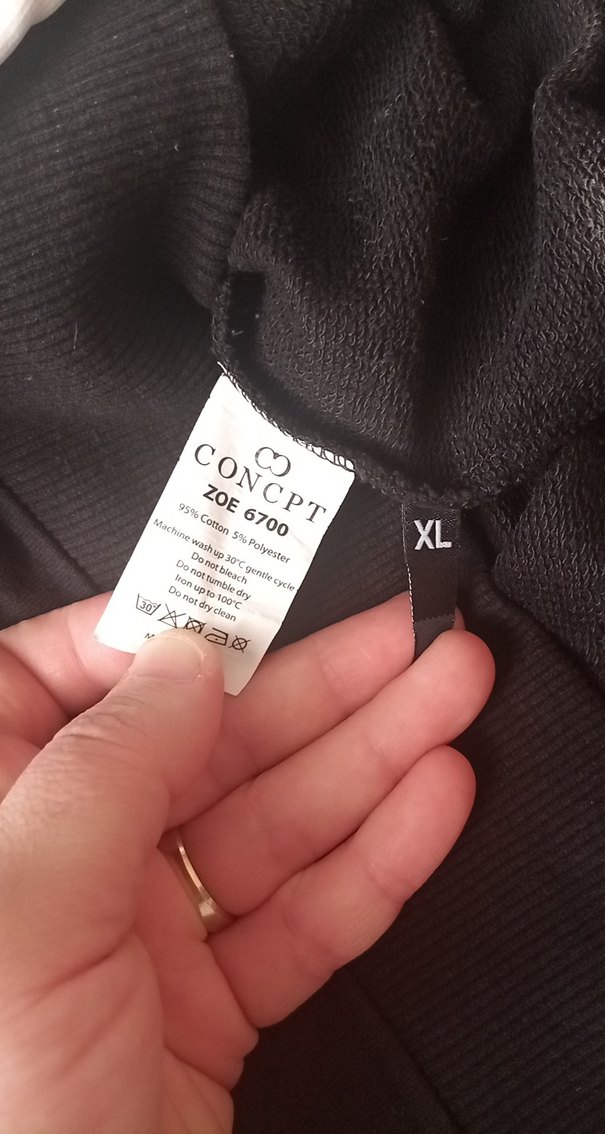 CONCPT
ZOE 6700
95% Cotton 5% Polyester
Machine wash up 30°C gentle cycle
Do not bleach
Do not tumble dry
Iron up to 100°C
Do not dry clean
30°
XL